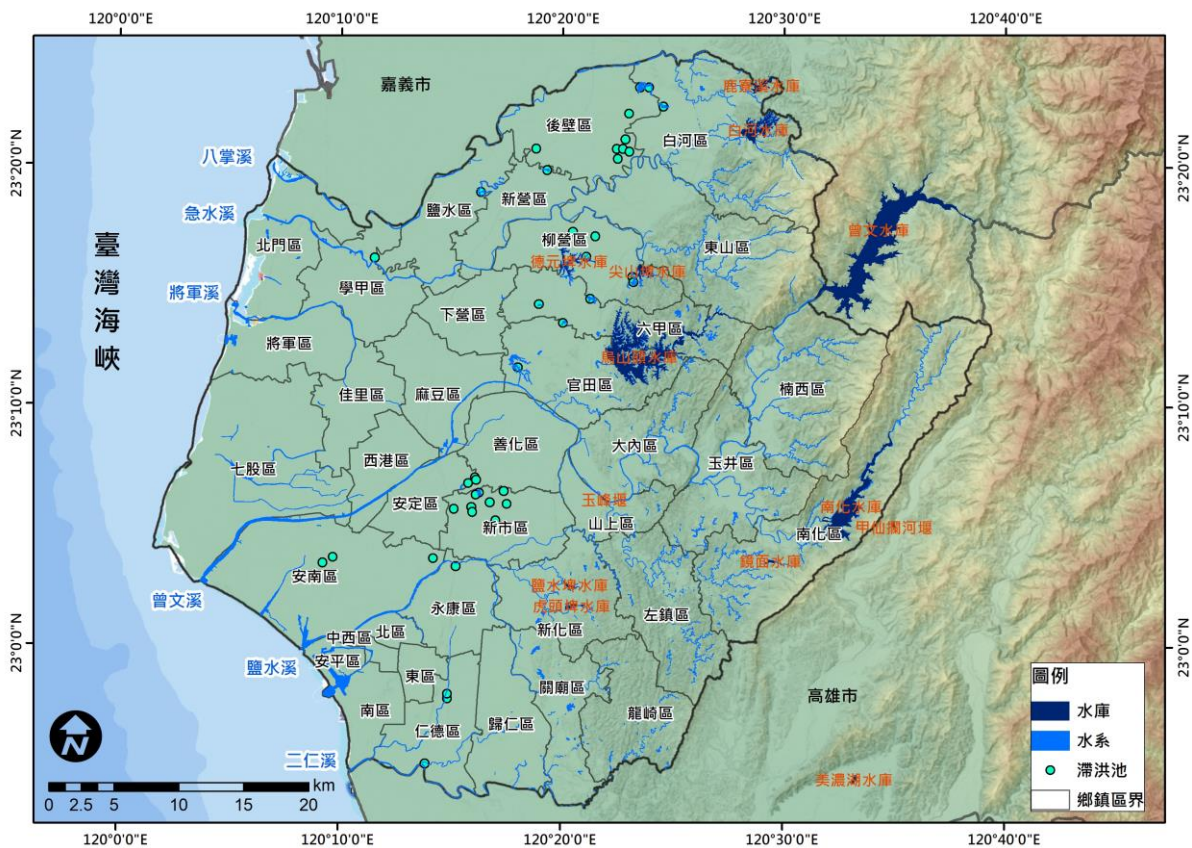 120°0'0"E 120°10'0"E 120°20'0"E 120°30'0"E 120°40'0"E
嘉義市
鹿寮溪水庫
後壁區
白河水庫
白河區
八掌溪
23°20'0"N
23°20'0"N
新營區
鹽水區
急水溪
曾文水庫
臺灣海峽
北門區
柳營區
東山區
德元埤水庫
尖山埤水庫
學甲區
將軍溪
下營區
六甲區
將軍區
烏山頭水庫
官田區
楠西區
佳里區
麻豆區
23°10'0"N
23°10'0"N
善化區
大內區
西港區
玉井區
七股區
安定區
玉峰堰
南化水庫
新市區
山上區
南化區
甲仙攔河堰
鏡面水庫
安南區
鹽水埤水庫
曾文溪
永康區
虎頭埤水庫
左鎮區
北區
新化區
中西區
23°0'0"N
23°0'0"N
安平區
鹽水溪
東區
關廟區
南區
龍崎區
高雄市
仁德區
歸仁區
二仁溪
美濃湖水庫
圖例
水庫
水系
滯洪池
鄉鎮區界
N
km
0 2.5 5 10 15 20
120°0'0"E 120°10'0"E 120°20'0"E 120°30'0"E 120°40'0"E